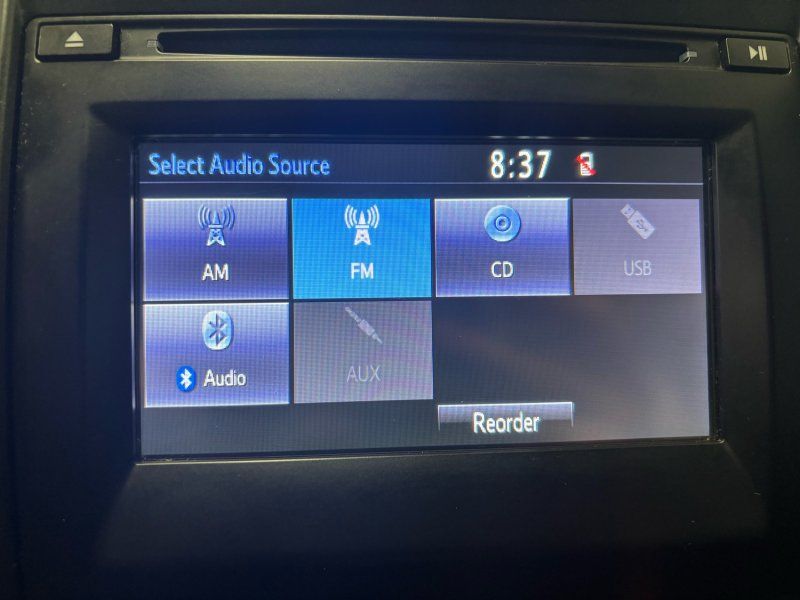 Select Audio Source 8:37
AM FM CD USB
Audio AUX
Reorder